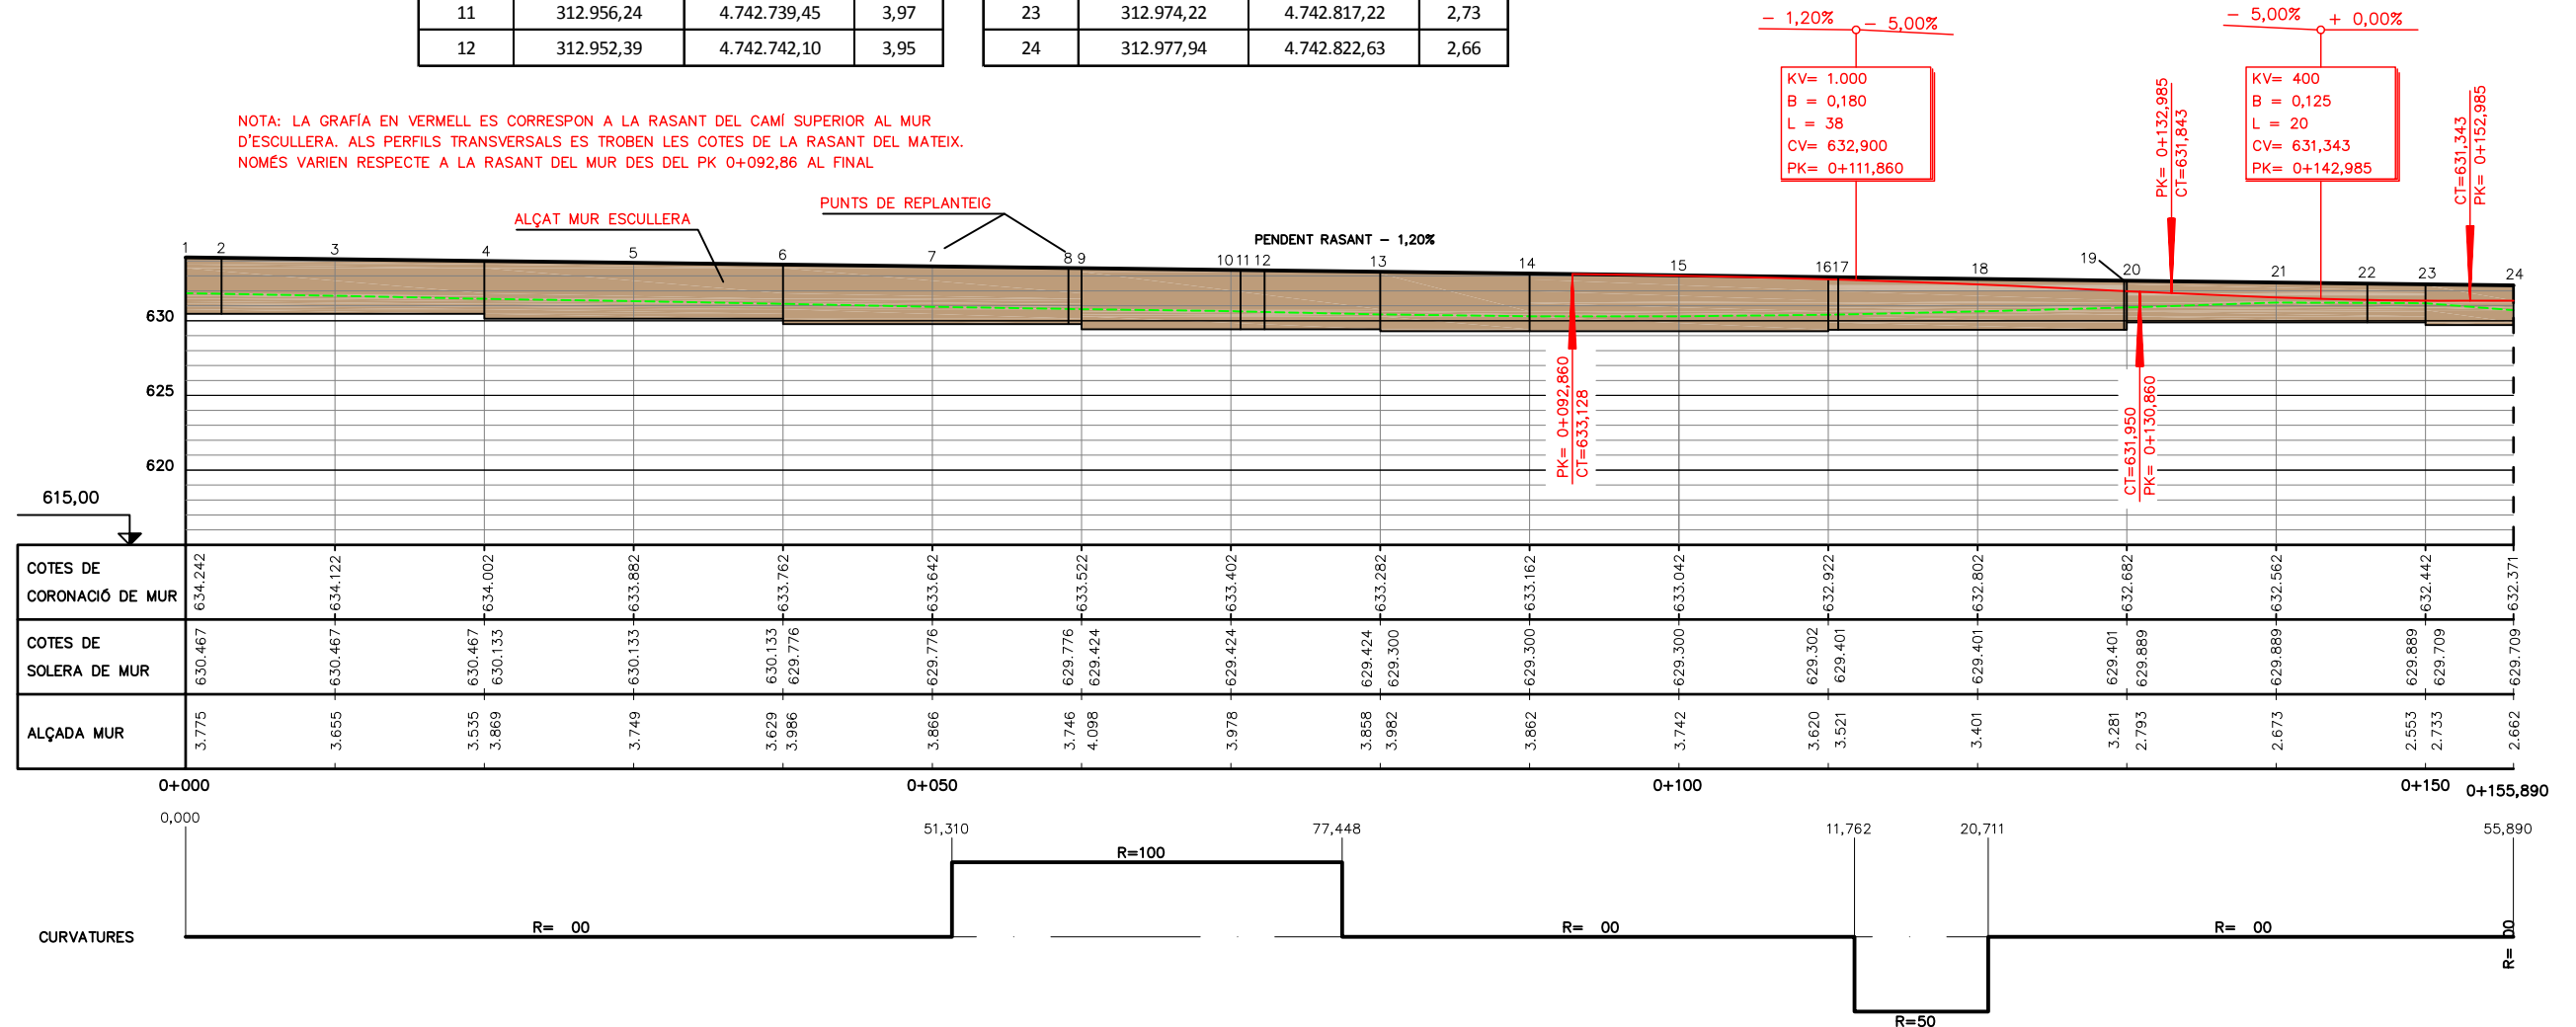 11 312.956,24 4.742.739,45 3,97 23 312.974,22 4.742.817,22 2,73
12 312.952,39 4.742.742,10 3,95 24 312.977,94 4.742.822,63 2,66
- 1,20% - 5,00%
- 5,00% + 0,00%
KV= 1.000
B = 0,180
L = 38
CV= 632,900
PK= 0+111,860
KV= 400
B = 0,125
L = 20
CV= 631,343
PK= 0+142,985
PK= 0+132,985
CT=631,843
CT=631,343
PK= 0+152,985
NOTA: LA GRAFÍA EN VERMELL ES CORRESPON A LA RASANT DEL CAMÍ SUPERIOR AL MUR
D'ESCULLERA. ALS PERFILS TRANSVERSALS ES TROBEN LES COTES DE LA RASANT DEL MATEIX.
NOMÉS VARIEN RESPECTE A LA RASANT DEL MUR DES DEL PK 0+092,86 AL FINAL
ALÇAT MUR ESCULLERA
PUNTS DE REPLANTEIG
PENDENT RASANT - 1,20%
1 2 3 4 5 6 7 8 9 10 11 12 13 14 15 16 17 18 19 20 21 22 23 24
630
625
620
615,00
PK= 0+092,860
CT=633,128
CT=631,950
PK= 0+130,860
COTES DE
CORONACIÓ DE MUR
634.242 634.122 634.002 633.882 633.762 633.642 633.522 633.402 633.282 633.162 633.042 632.922 632.802 632.682 632.562 632.442 632.371
COTES DE
SOLERA DE MUR
630.467 630.467 630.467 630.133 630.133 630.133 629.776 629.776 629.776 629.424 629.424 629.424 629.300 629.300 629.300 629.302 629.401 629.401 629.401 629.889 629.889 629.889 629.709 629.709
ALÇADA MUR
3.775 3.655 3.535 3.869 3.749 3.629 3.986 3.866 3.746 4.098 3.978 3.858 3.982 3.862 3.742 3.620 3.521 3.401 3.281 2.793 2.673 2.553 2.733 2.662
0+000 0+050 0+100 0+150 0+155,890
0,000 51,310 77,448 11,762 20,711 55,890
R=100
CURVATURES
R= 00 R= 00 R= 00 R= 00
R=50